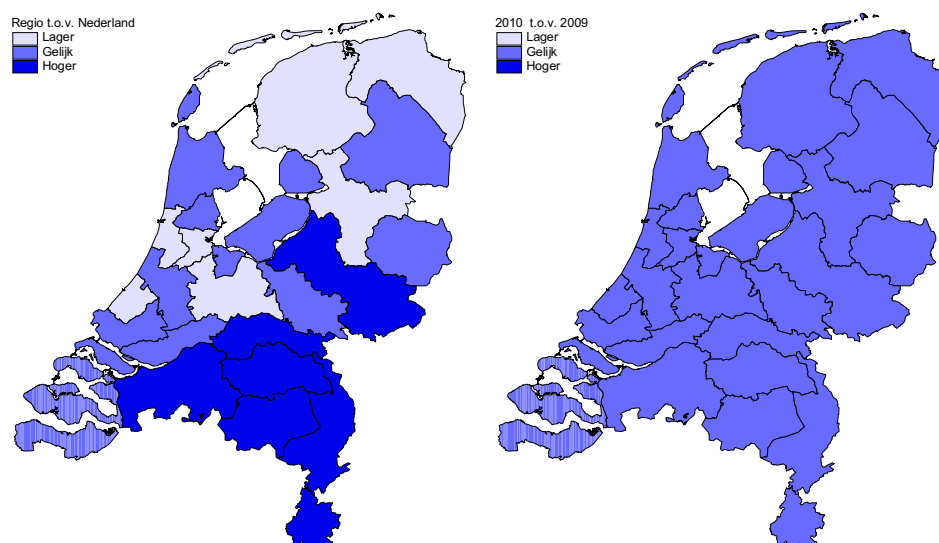 Regio t.o.v. Nederland
Lager
Gelijk
Hoger
2010 t.o.v. 2009
Lager
Gelijk
Hoger